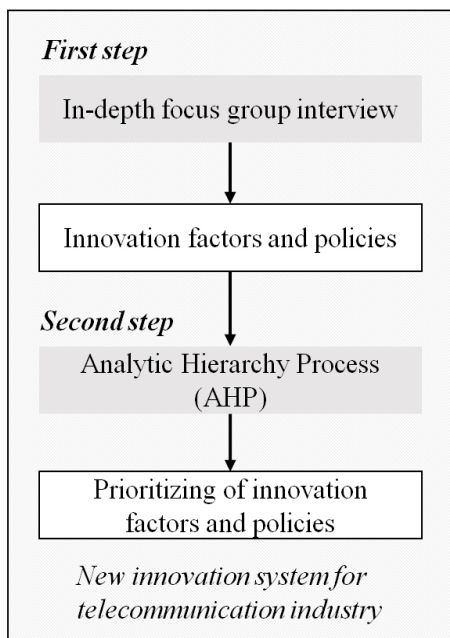 First step
In-depth focus group interview
Innovation factors and policies
Second step
Analytic Hierarchy Process
(AHP)
Prioritizing of innovation
factors and policies
New innovation system for
telecommunication industry